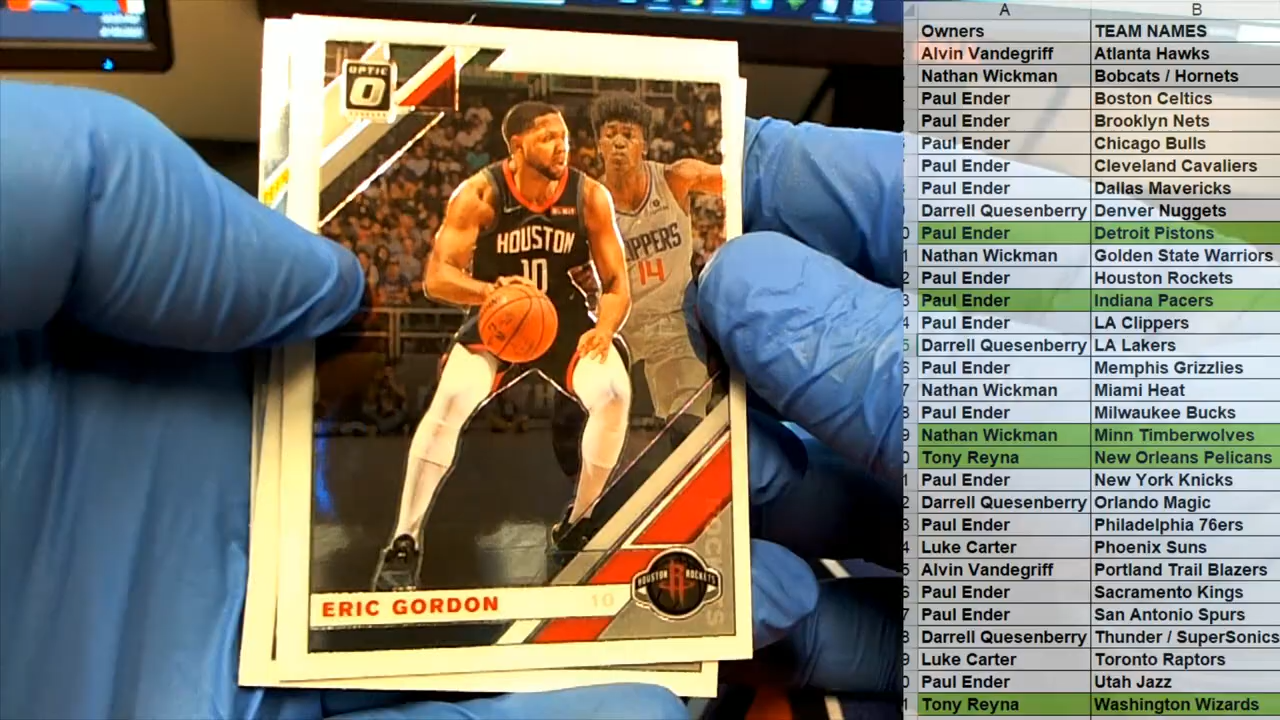 OPTIC
HOUSTON
10
CLIPPERS
14
ROCKETS
HOUSTON ROCKETS
R
ERIC GORDON 10
A B
Owners TEAM NAMES
Alvin Vandegriff Atlanta Hawks
Nathan Wickman Bobcats / Hornets
Paul Ender Boston Celtics
Paul Ender Brooklyn Nets
Paul Ender Chicago Bulls
Paul Ender Cleveland Cavaliers
Paul Ender Dallas Mavericks
Darrell Quesenberry Denver Nuggets
Paul Ender Detroit Pistons
Nathan Wickman Golden State Warriors
Paul Ender Houston Rockets
Paul Ender Indiana Pacers
Paul Ender LA Clippers
Darrell Quesenberry LA Lakers
Paul Ender Memphis Grizzlies
Nathan Wickman Miami Heat
Paul Ender Milwaukee Bucks
Nathan Wickman Minn Timberwolves
Tony Reyna New Orleans Pelicans
Paul Ender New York Knicks
Darrell Quesenberry Orlando Magic
Paul Ender Philadelphia 76ers
Luke Carter Phoenix Suns
Alvin Vandegriff Portland Trail Blazers
Paul Ender Sacramento Kings
Paul Ender San Antonio Spurs
Darrell Quesenberry Thunder / SuperSonics
Luke Carter Toronto Raptors
Paul Ender Utah Jazz
Tony Reyna Washington Wizards